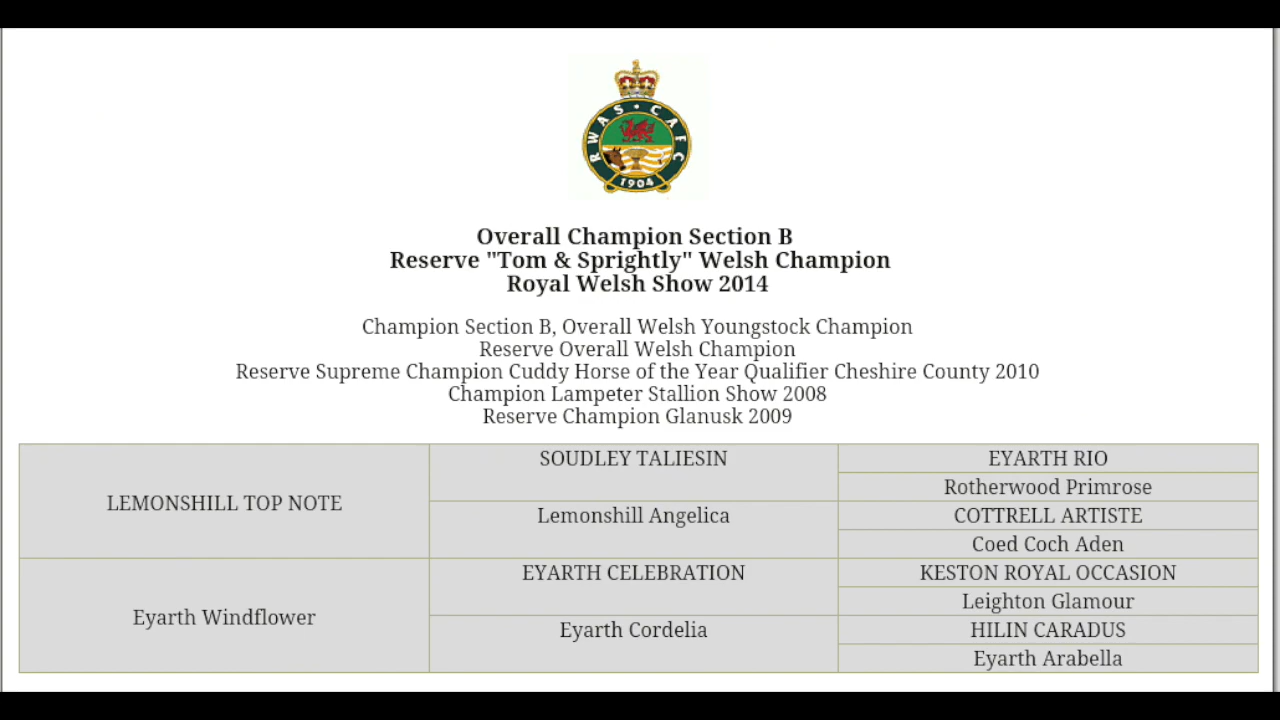 RWAS · CAFC
1904
Overall Champion Section B
Reserve "Tom & Sprightly" Welsh Champion
Royal Welsh Show 2014
Champion Section B, Overall Welsh Youngstock Champion
Reserve Overall Welsh Champion
Reserve Supreme Champion Cuddy Horse of the Year Qualifier Cheshire County 2010
Champion Lampeter Stallion Show 2008
Reserve Champion Glanusk 2009
LEMONSHILL TOP NOTE
SOUDLEY TALIESIN
EYARTH RIO
Rotherwood Primrose
Lemonshill Angelica
COTTRELL ARTISTE
Coed Coch Aden
Eyarth Windflower
EYARTH CELEBRATION
KESTON ROYAL OCCASION
Leighton Glamour
Eyarth Cordelia
HILIN CARADUS
Eyarth Arabella